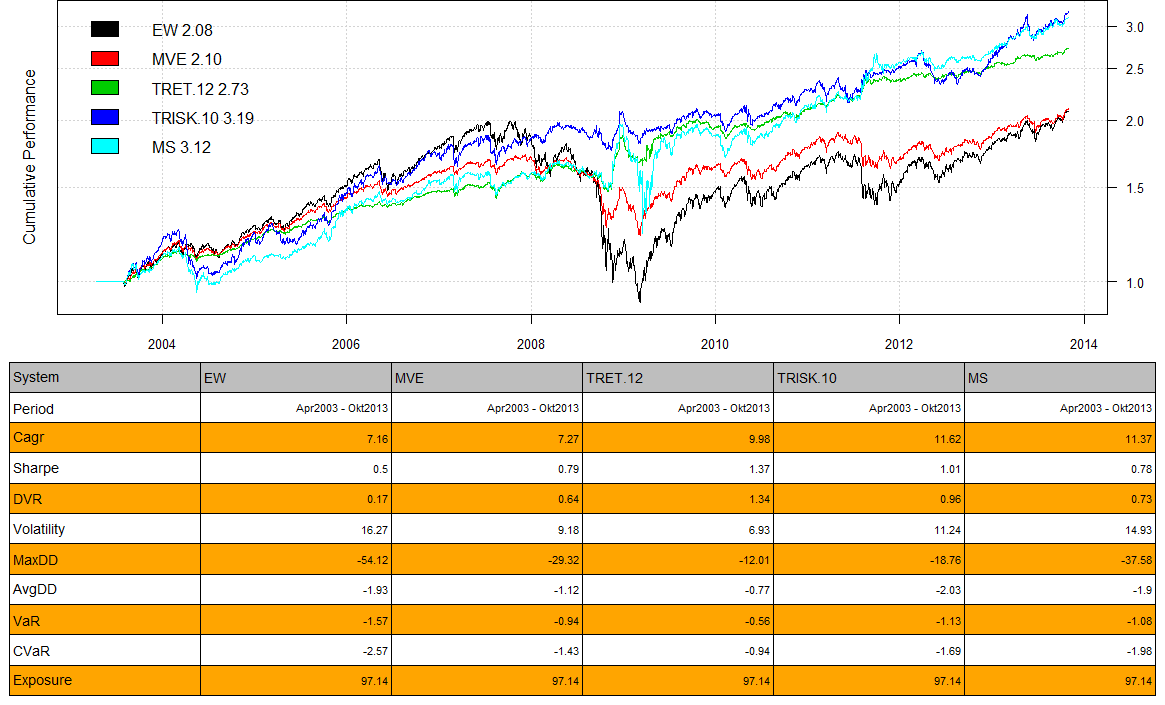 EW 2.08
MVE 2.10
TRET.12 2.73
TRISK.10 3.19
MS 3.12
Cumulative Performance
3.0
2.5
2.0
1.5
1.0
2004 2006 2008 2010 2012 2014
System EW MVE TRET.12 TRISK.10 MS
Period Apr2003 - Okt2013 Apr2003 - Okt2013 Apr2003 - Okt2013 Apr2003 - Okt2013 Apr2003 - Okt2013
Cagr 7.16 7.27 9.98 11.62 11.37
Sharpe 0.5 0.79 1.37 1.01 0.78
DVR 0.17 0.64 1.34 0.96 0.73
Volatility 16.27 9.18 6.93 11.24 14.93
MaxDD -54.12 -29.32 -12.01 -18.76 -37.58
AvgDD -1.93 -1.12 -0.77 -2.03 -1.9
VaR -1.57 -0.94 -0.56 -1.13 -1.08
CVaR -2.57 -1.43 -0.94 -1.69 -1.98
Exposure 97.14 97.14 97.14 97.14 97.14